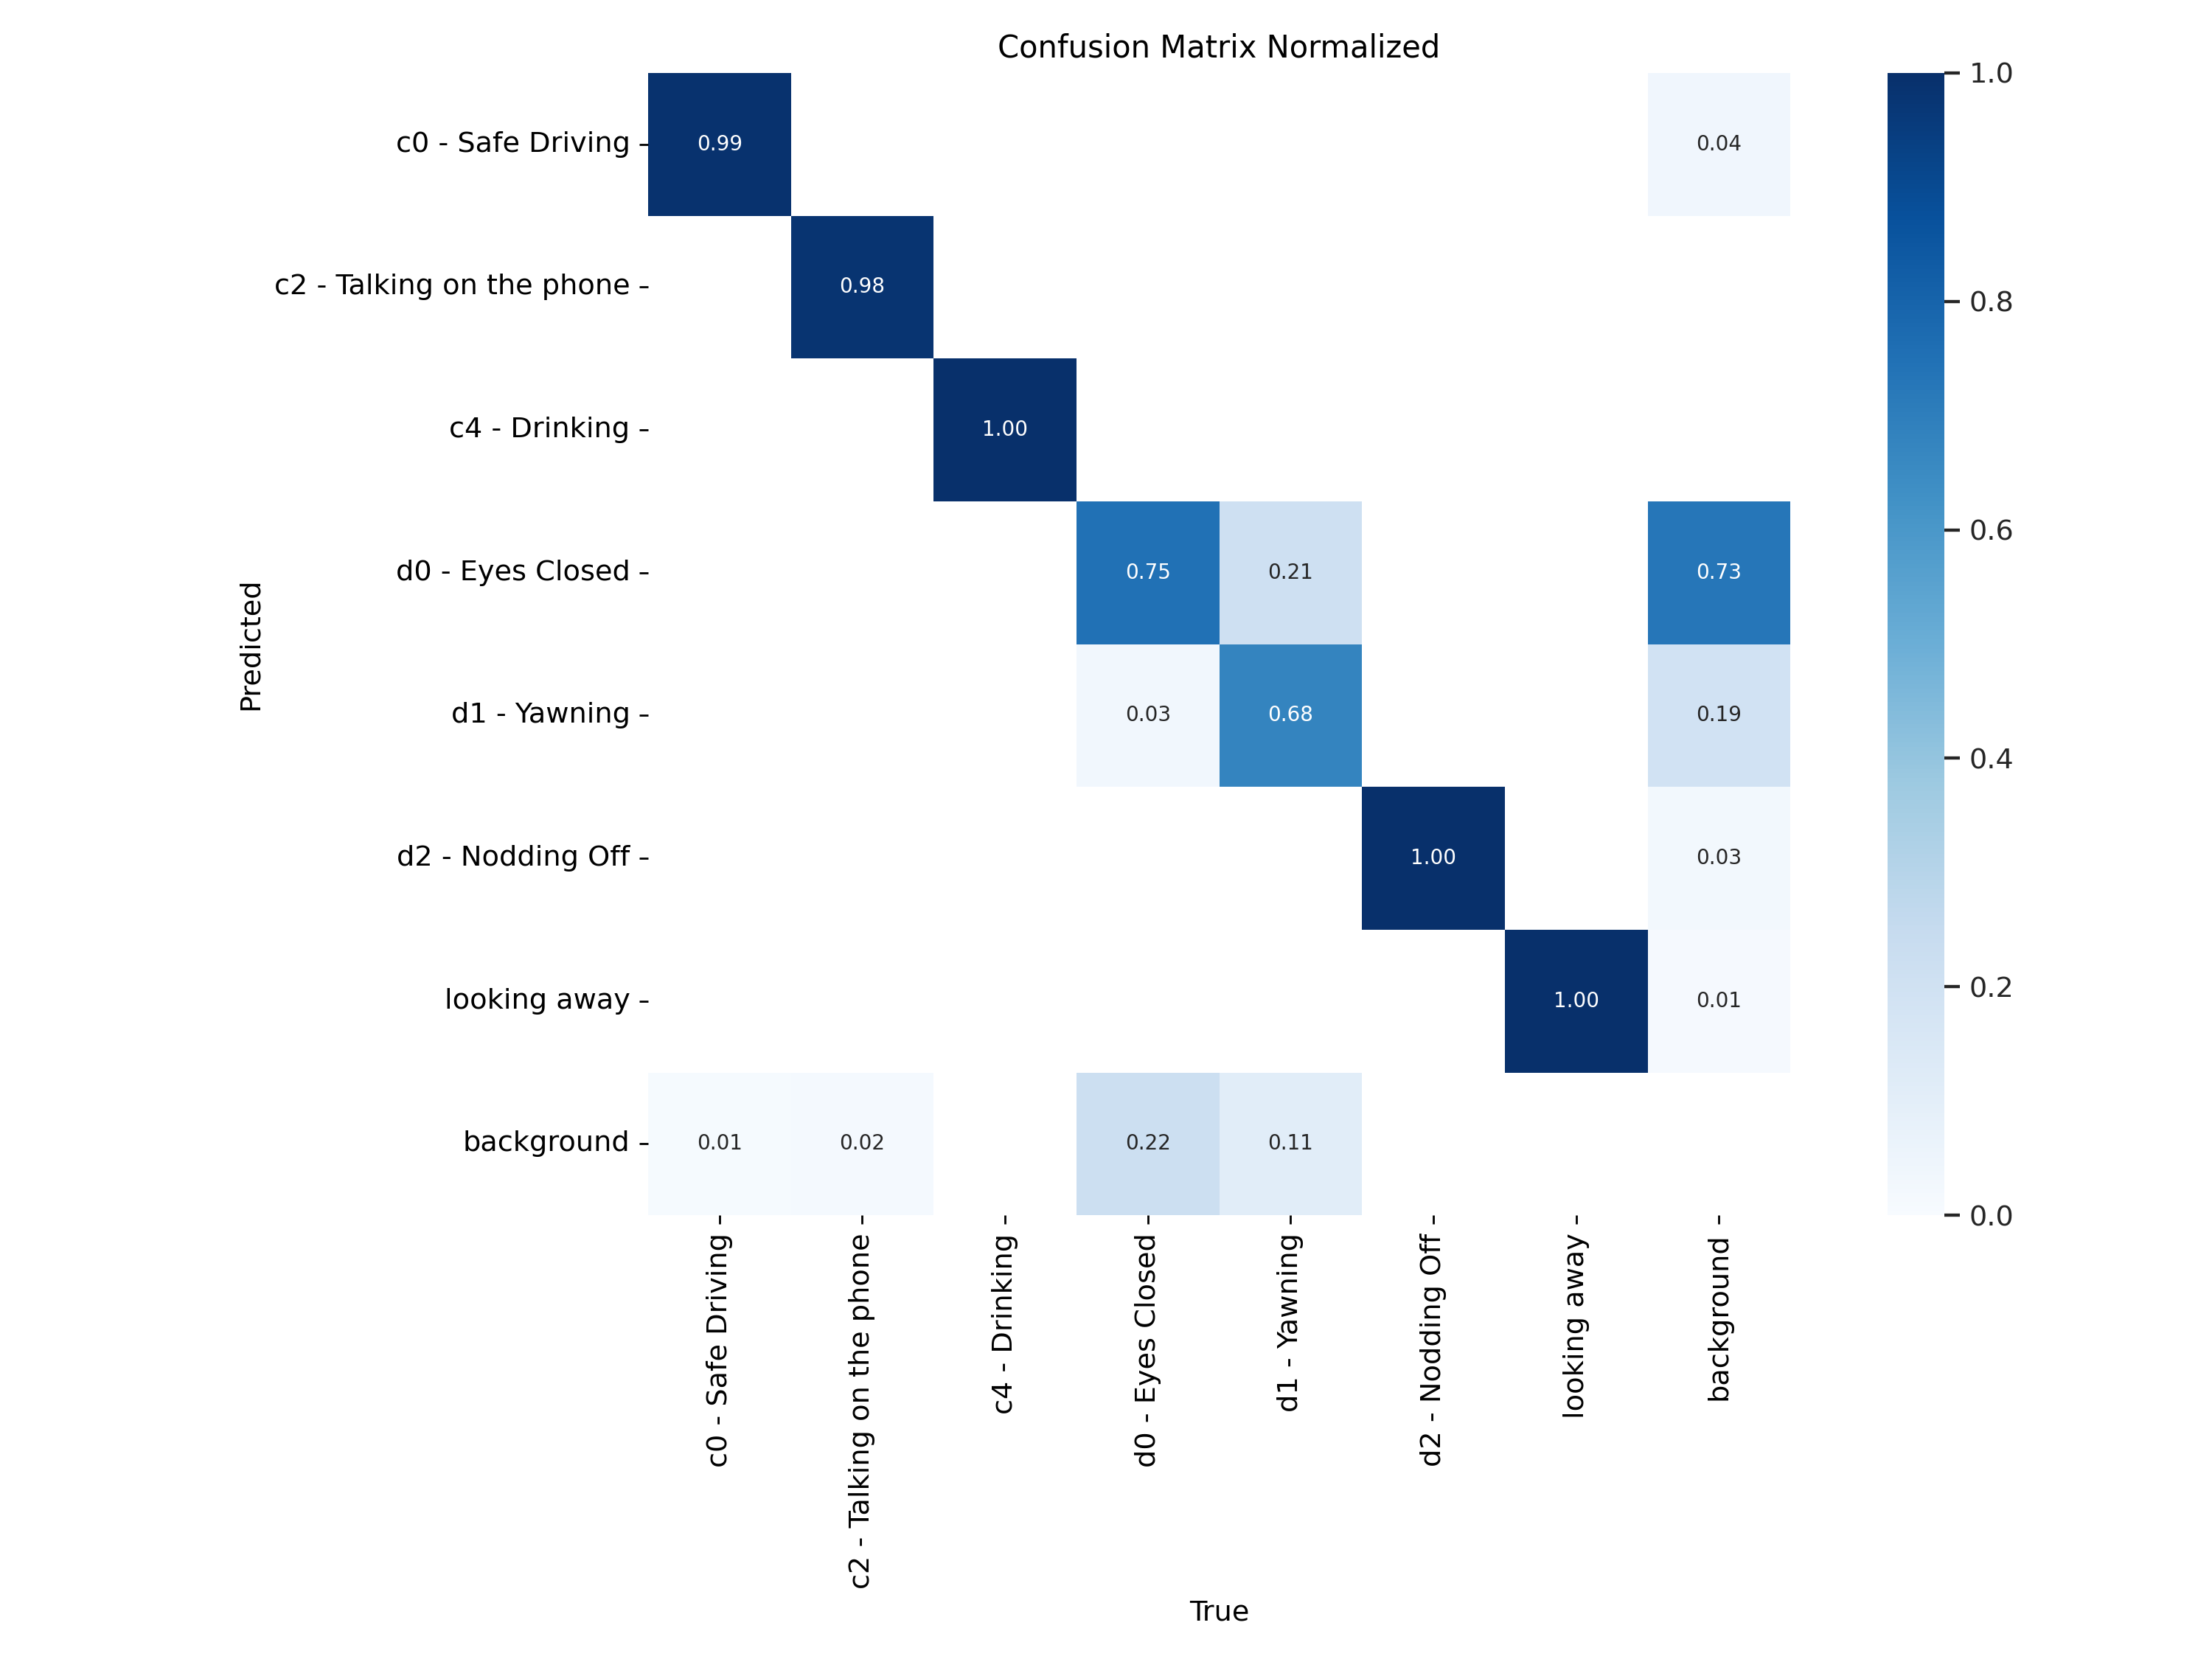 Confusion Matrix Normalized
c0 - Safe Driving
0.99
0.04
c2 - Talking on the phone
0.98
c4 - Drinking
1.00
d0 - Eyes Closed
0.75
0.21
0.73
d1 - Yawning
0.03
0.68
0.19
d2 - Nodding Off
1.00
0.03
looking away
1.00
0.01
background
0.01
0.02
0.22
0.11
Predicted
c0 - Safe Driving
c2 - Talking on the phone
c4 - Drinking
d0 - Eyes Closed
d1 - Yawning
d2 - Nodding Off
looking away
background
True
1.0
0.8
0.6
0.4
0.2
0.0